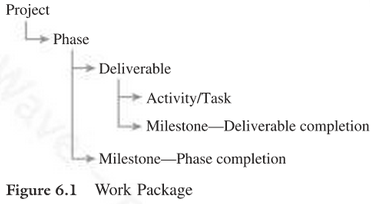 Project
Phase
Deliverable
Activity/Task
Milestone—Deliverable completion
Milestone—Phase completion
Figure 6.1 Work Package